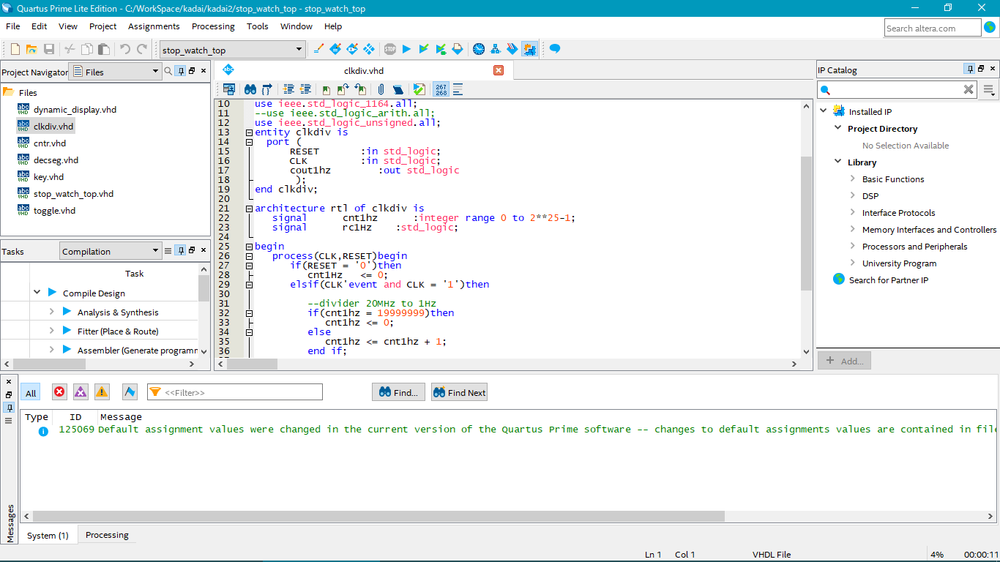 Quartus Prime Lite Edition - C:/WorkSpace/kadai/kadai2/stop_watch_top - stop_watch_top
File Edit View Project Assignments Processing Tools Window Help
Search altera.com
stop_watch_top
STOP
Project Navigator Files
Files
dynamic_display.vhd
clkdiv.vhd
cntr.vhd
decseg.vhd
key.vhd
stop_watch_top.vhd
toggle.vhd
Tasks Compilation
Task
Compile Design
Analysis & Synthesis
Fitter (Place & Route)
Assembler (Generate programm
clkdiv.vhd
267
268
10 use ieee.std_logic_1164.all;
11 --use ieee.std_logic_arith.all;
12 use ieee.std_logic_unsigned.all;
13 entity clkdiv is
14 port (
15 RESET :in std_logic;
16 CLK :in std_logic;
17 cout1hz :out std_logic
18 );
19 end clkdiv;
20
21 architecture rtl of clkdiv is
22 signal cnt1hz :integer range 0 to 2**25-1;
23 signal rc1Hz :std_logic;
24
25 begin
26 process(CLK,RESET)begin
27 if(RESET = '0')then
28 cnt1Hz <= 0;
29 elsif(CLK'event and CLK = '1')then
30
31 --divider 20MHz to 1Hz
32 if(cnt1hz = 19999999)then
33 cnt1hz <= 0;
34 else
35 cnt1hz <= cnt1hz + 1;
36 end if;
IP Catalog
Installed IP
Project Directory
No Selection Available
Library
Basic Functions
DSP
Interface Protocols
Memory Interfaces and Controllers
Processors and Peripherals
University Program
Search for Partner IP
+ Add...
All <<Filter>> Find... Find Next
Type ID Message
125069 Default assignment values were changed in the current version of the Quartus Prime software -- changes to default assignments values are contained in file
Messages
System (1) Processing
Ln 1 Col 1 VHDL File 4% 00:00:11